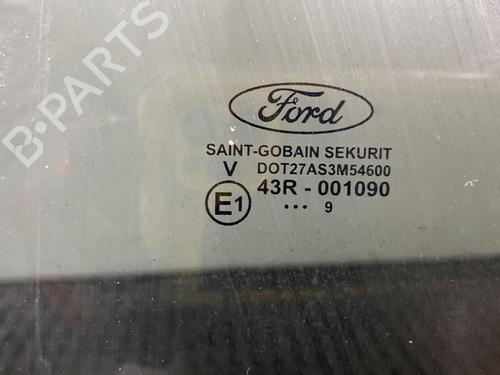 B-PARTS
Ford
SAINT-GOBAIN SEKURIT
V DOT27AS3M54600
E1 43R - 001090
... 9